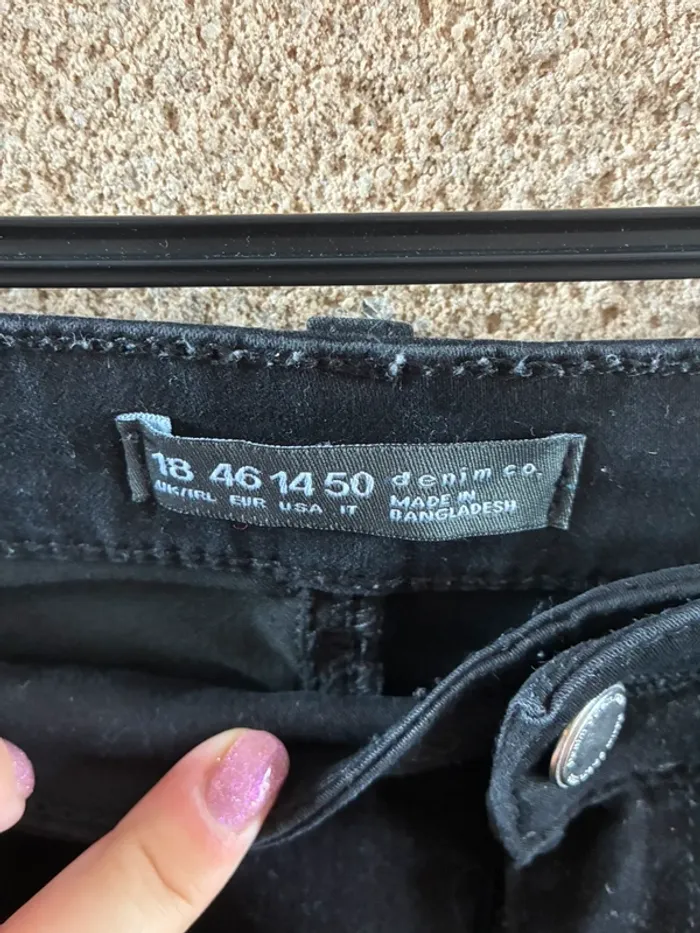 18 46 14 50 denim co.
UK/IRL EUR USA IT MADE IN
BANGLADESH